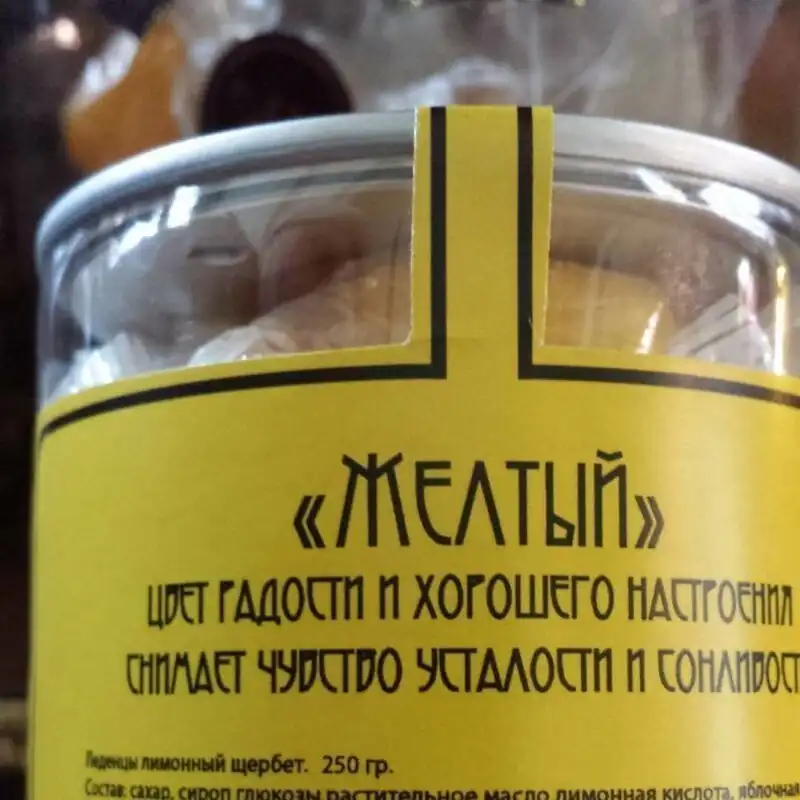 «ЖЕЛТЫЙ»
ЦВЕТ РАДОСТИ И ХОРОШЕГО НАСТРОЕНИЯ
СНИМАЕТ ЧУВСТВО УСТАЛОСТИ И СОНЛИВОСТ
Леденцы лимонный щербет. 250 гр.
Состав: сахар, сироп глюкозы растительное масло лимонная кислота, яблочная